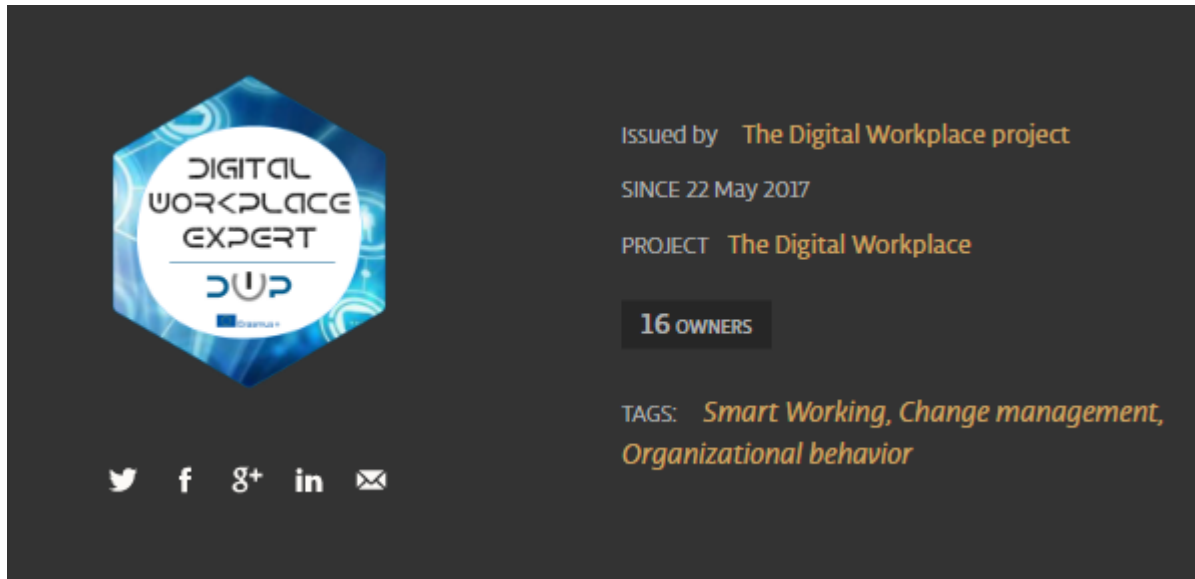 DIGITAL
WORKPLACE
EXPERT
DWP
Erasmus+
Issued by The Digital Workplace project
SINCE 22 May 2017
PROJECT The Digital Workplace
16 OWNERS
TAGS: Smart Working, Change management,
Organizational behavior
f
g+
in